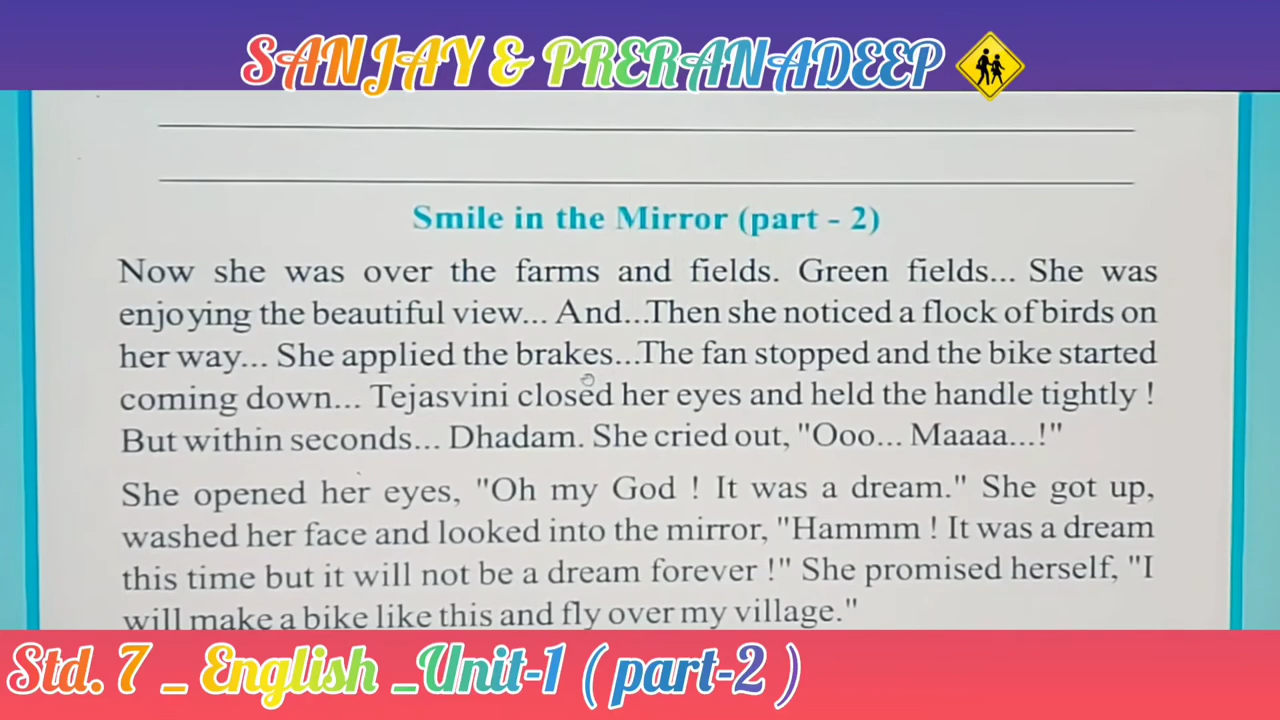 SANJAY & PRERANADEEP
Smile in the Mirror (part - 2)
Now she was over the farms and fields. Green fields... She was
enjoying the beautiful view... And...Then she noticed a flock of birds on
her way... She applied the brakes...The fan stopped and the bike started
coming down... Tejasvini closed her eyes and held the handle tightly !
But within seconds... Dhadam. She cried out, "Ooo... Maaaa...!"
She opened her eyes, "Oh my God ! It was a dream." She got up,
washed her face and looked into the mirror, "Hammm ! It was a dream
this time but it will not be a dream forever !" She promised herself, "I
will make a bike like this and fly over my village."
Std. 7 _ English _Unit-1 ( part-2 )